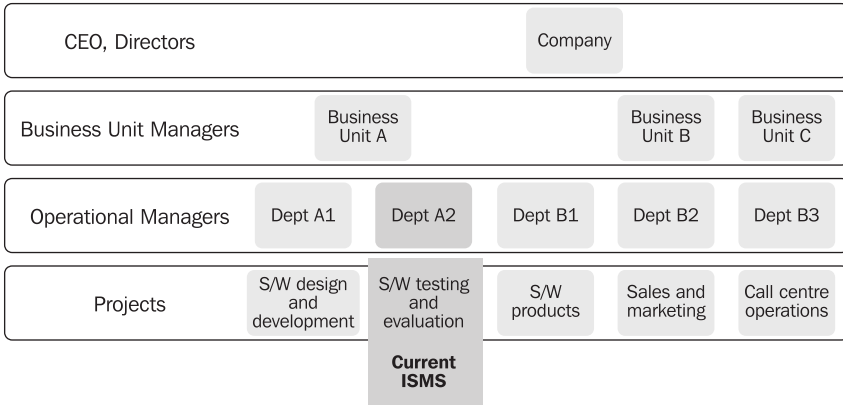 CEO, Directors
Company
Business Unit Managers
Business
Unit A
Business
Unit B
Business
Unit C
Operational Managers
Dept A1
Dept A2
Dept B1
Dept B2
Dept B3
Projects
S/W design
and
development
S/W testing
and
evaluation
S/W
products
Sales and
marketing
Call centre
operations
Current
ISMS